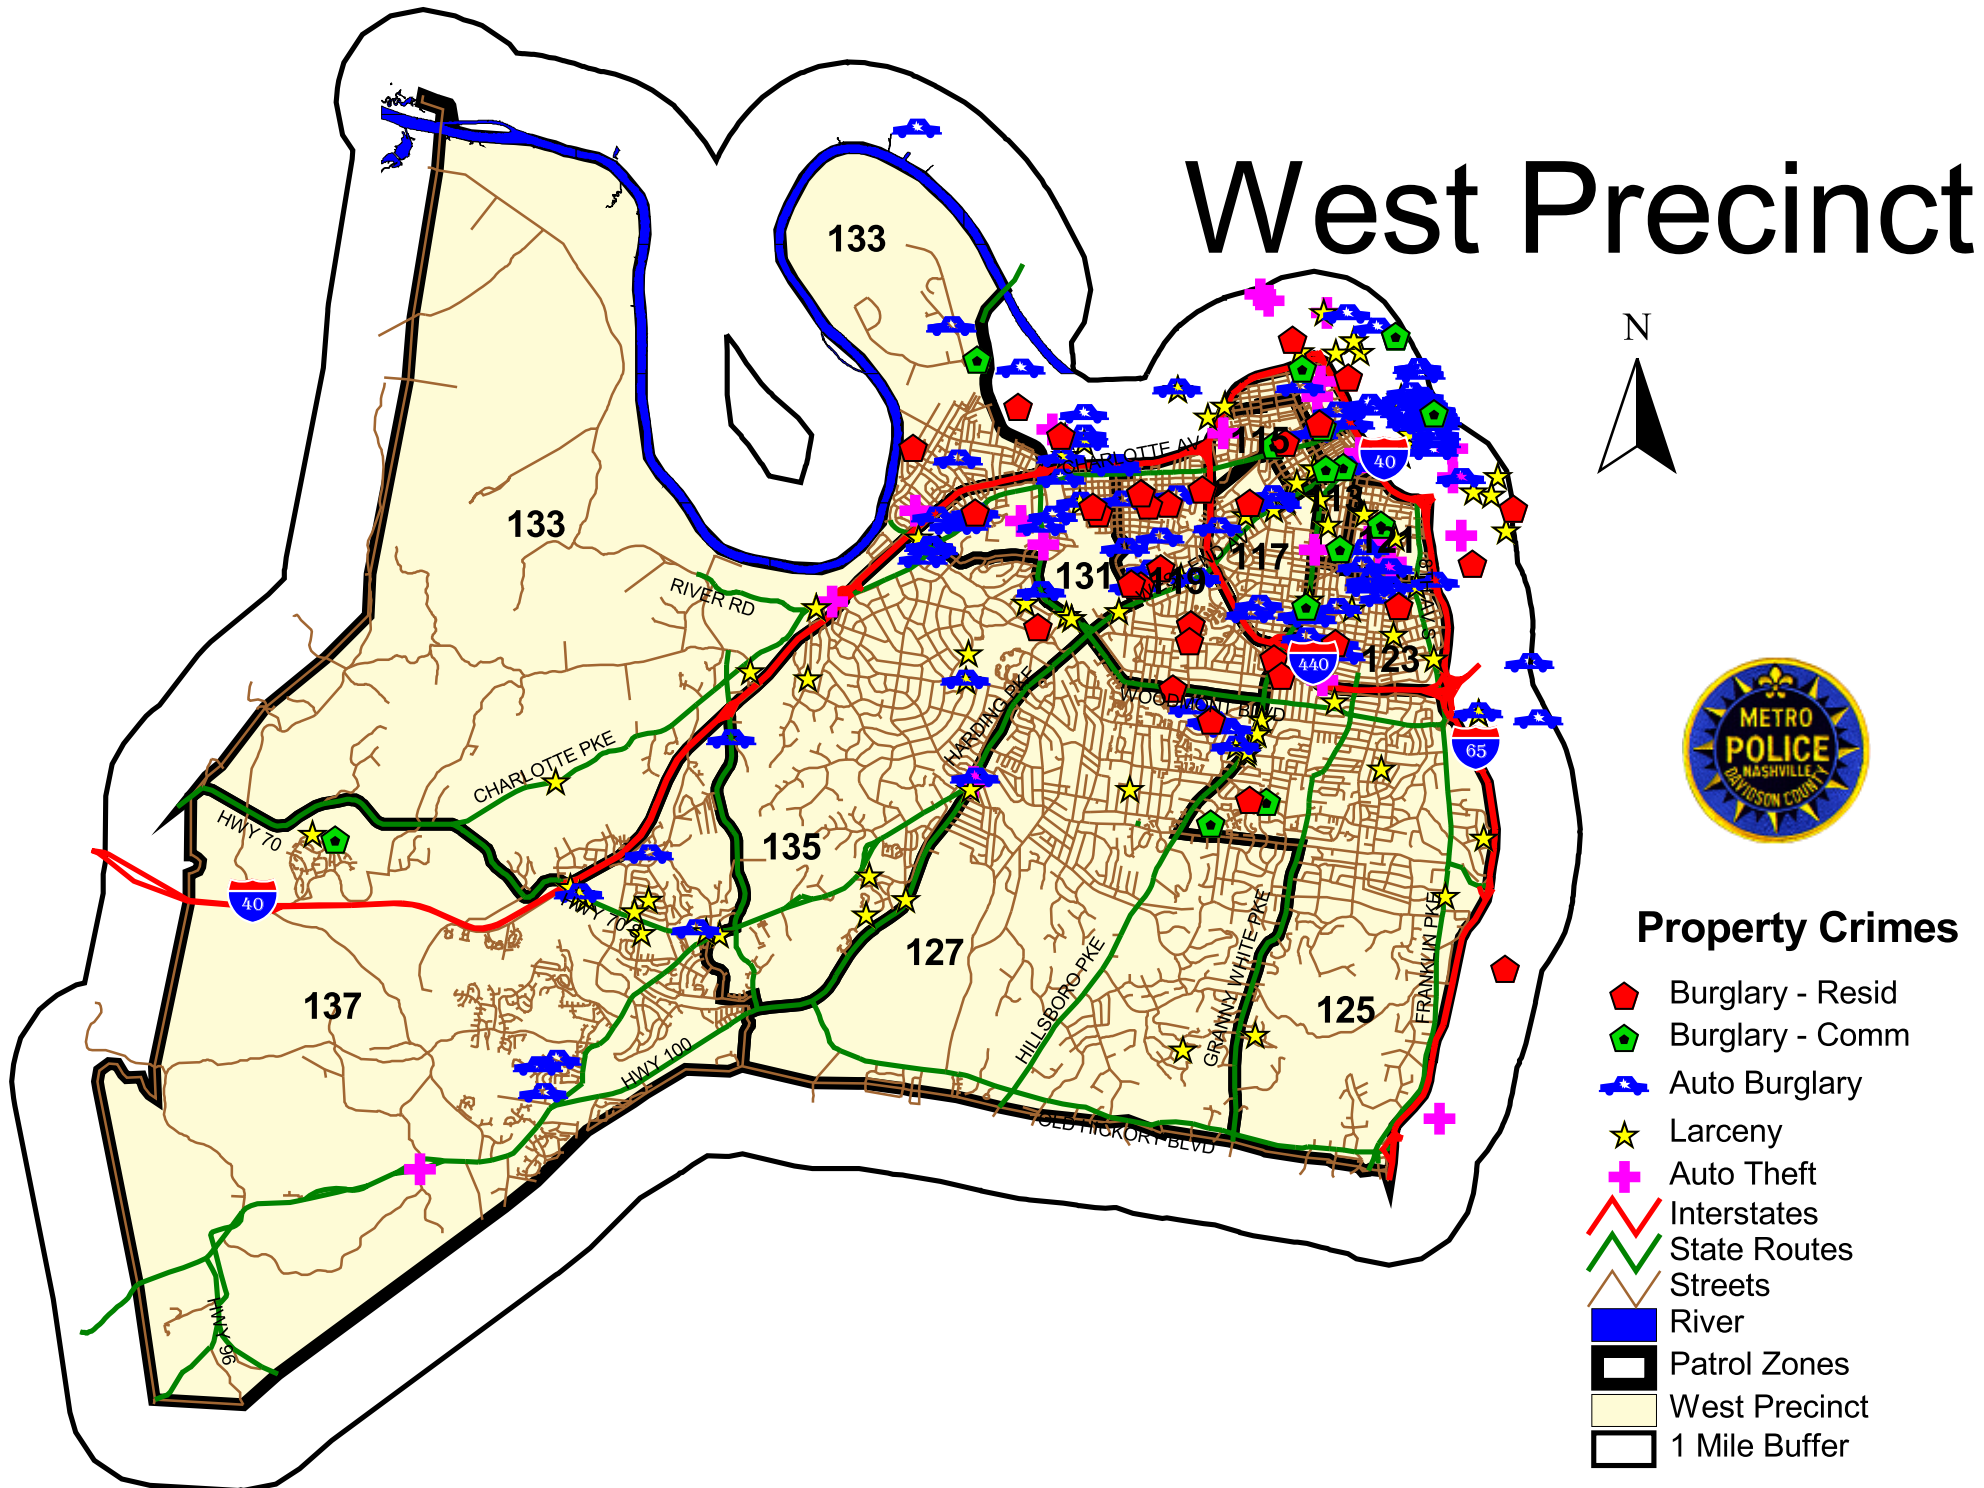 West Precinct
N
133
133
CHARLOTTE AV
115
40
113
117
121
131
119
RIVER RD
440
123
WOODMONT BLVD
HARDING PKE
65
CHARLOTTE PKE
HWY 70
135
40
HWY 70 S
127
HILLSBORO PKE
GRANNY WHITE PKE
FRANKLIN PKE
125
137
HWY 100
OLD HICKORY BLVD
HWY 96
METRO
POLICE
NASHVILLE
DAVIDSON COUNTY
Property Crimes
Burglary - Resid
Burglary - Comm
Auto Burglary
Larceny
Auto Theft
Interstates
State Routes
Streets
River
Patrol Zones
West Precinct
1 Mile Buffer